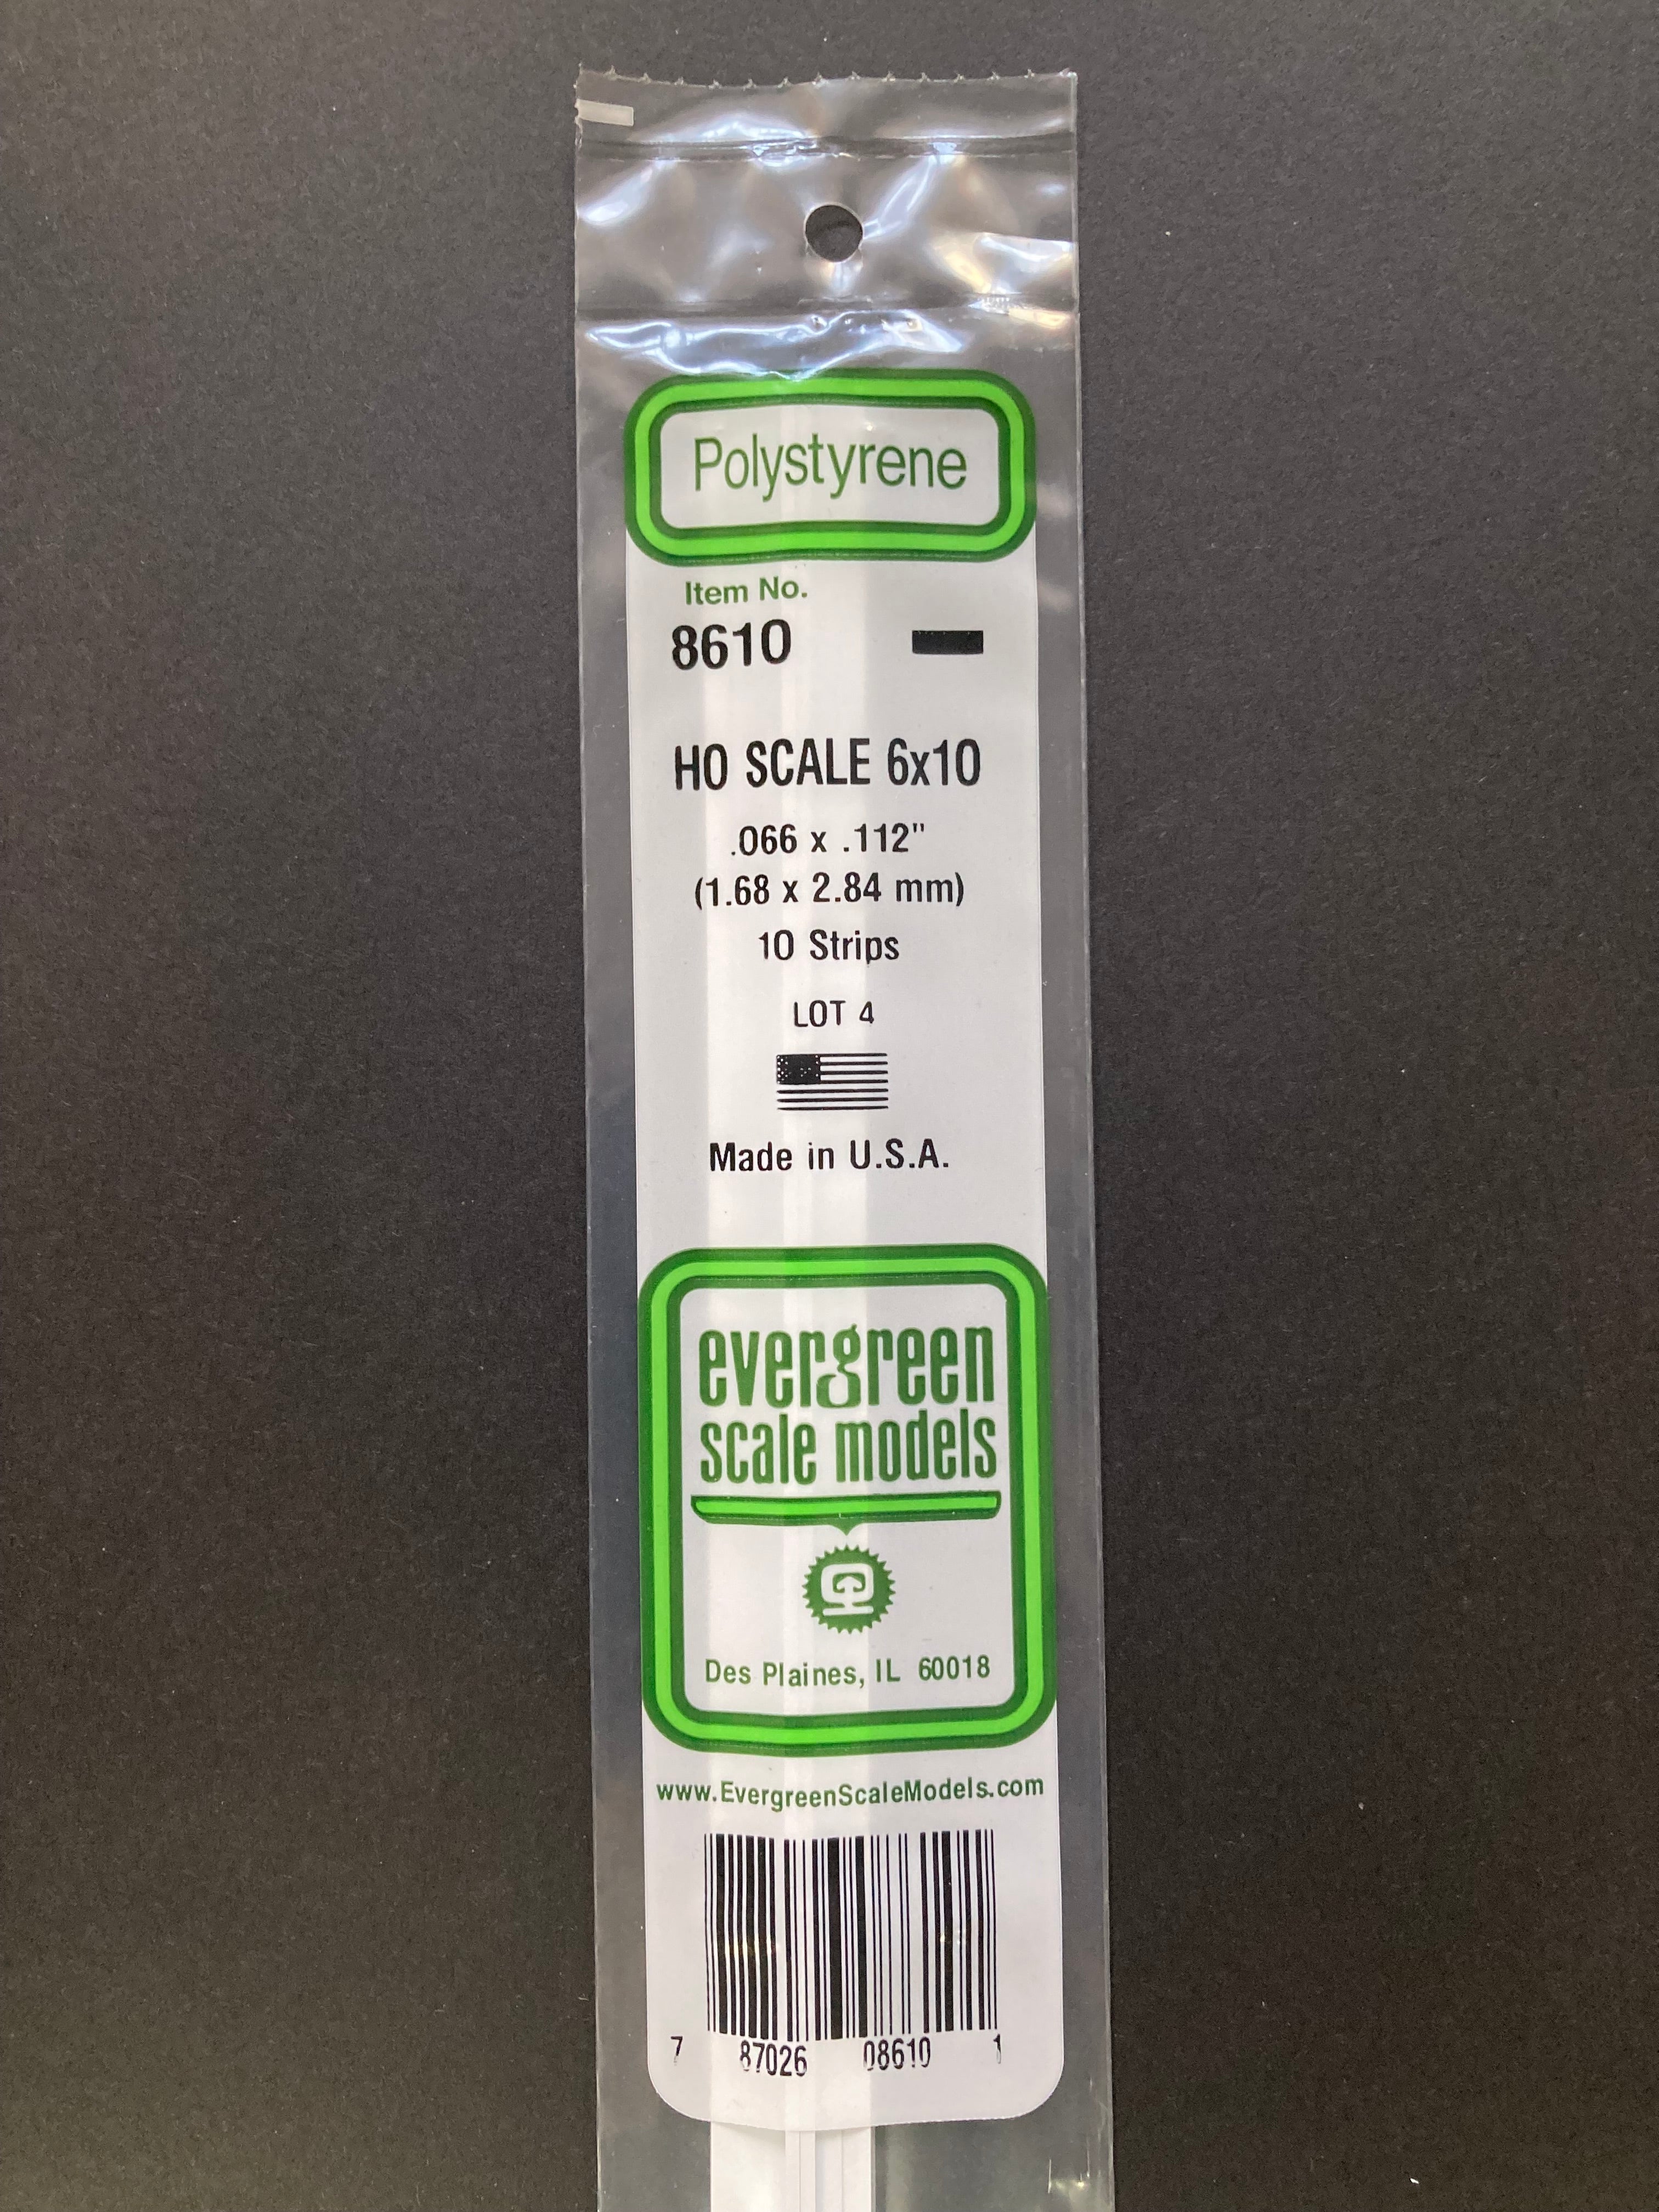 Polystyrene
Item No.
8610
HO SCALE 6x10
.066 x .112"
(1.68 x 2.84 mm)
10 Strips
LOT 4
Made in U.S.A.
evergreen
scale models
Des Plaines, IL 60018
www.EvergreenScaleModels.com
7 87026 08610 1